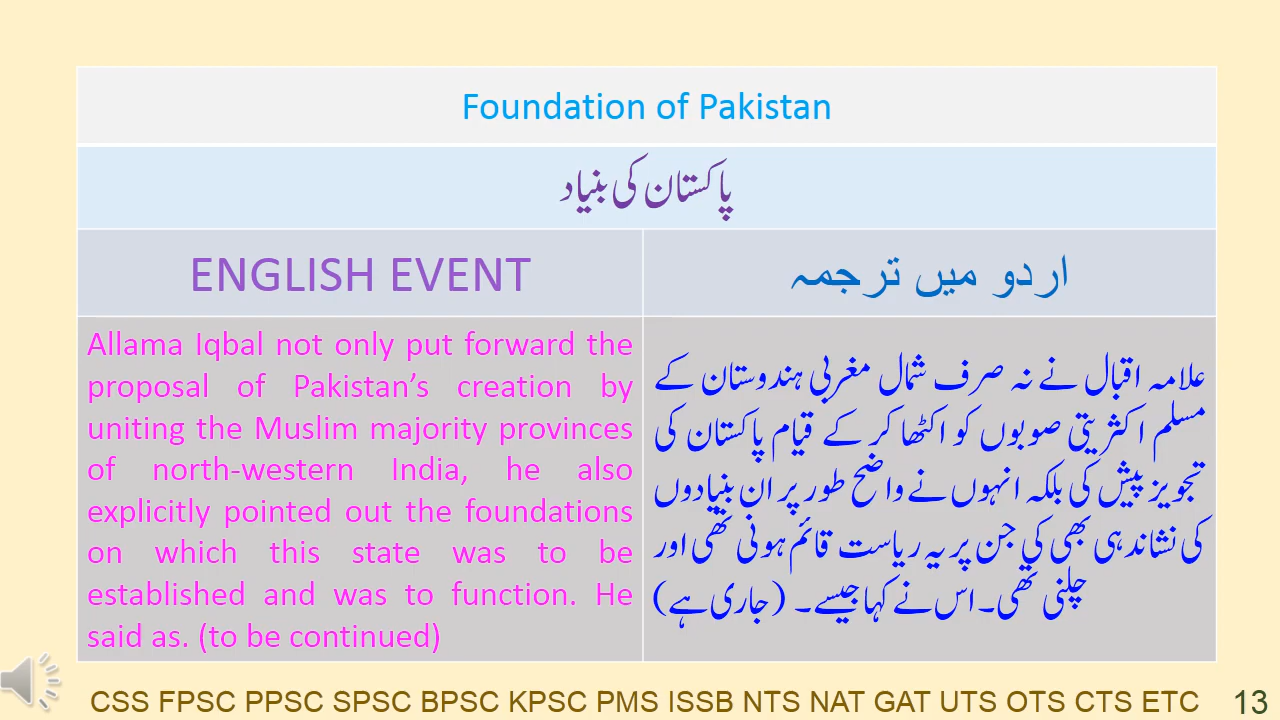 Foundation of Pakistan
پاکستان کی بنیاد
ENGLISH EVENT
اردو میں ترجمہ
Allama Iqbal not only put forward the
proposal of Pakistan’s creation by
uniting the Muslim majority provinces
of north-western India, he also
explicitly pointed out the foundations
on which this state was to be
established and was to function. He
said as. (to be continued)
علامہ اقبال نے نہ صرف شمال مغربی ہندوستان کے
مسلم اکثریتی صوبوں کو اکٹھا کر کے قیام پاکستان کی
تجویز پیش کی بلکہ انہوں نے واضح طور پر ان بنیادوں
کی نشاندہی بھی کی جن پر یہ ریاست قائم ہونی تھی اور
چلنی تھی۔ اس نے کہا جیسے۔ (جاری ہے)
CSS FPSC PPSC SPSC BPSC KPSC PMS ISSB NTS NAT GAT UTS OTS CTS ETC
13